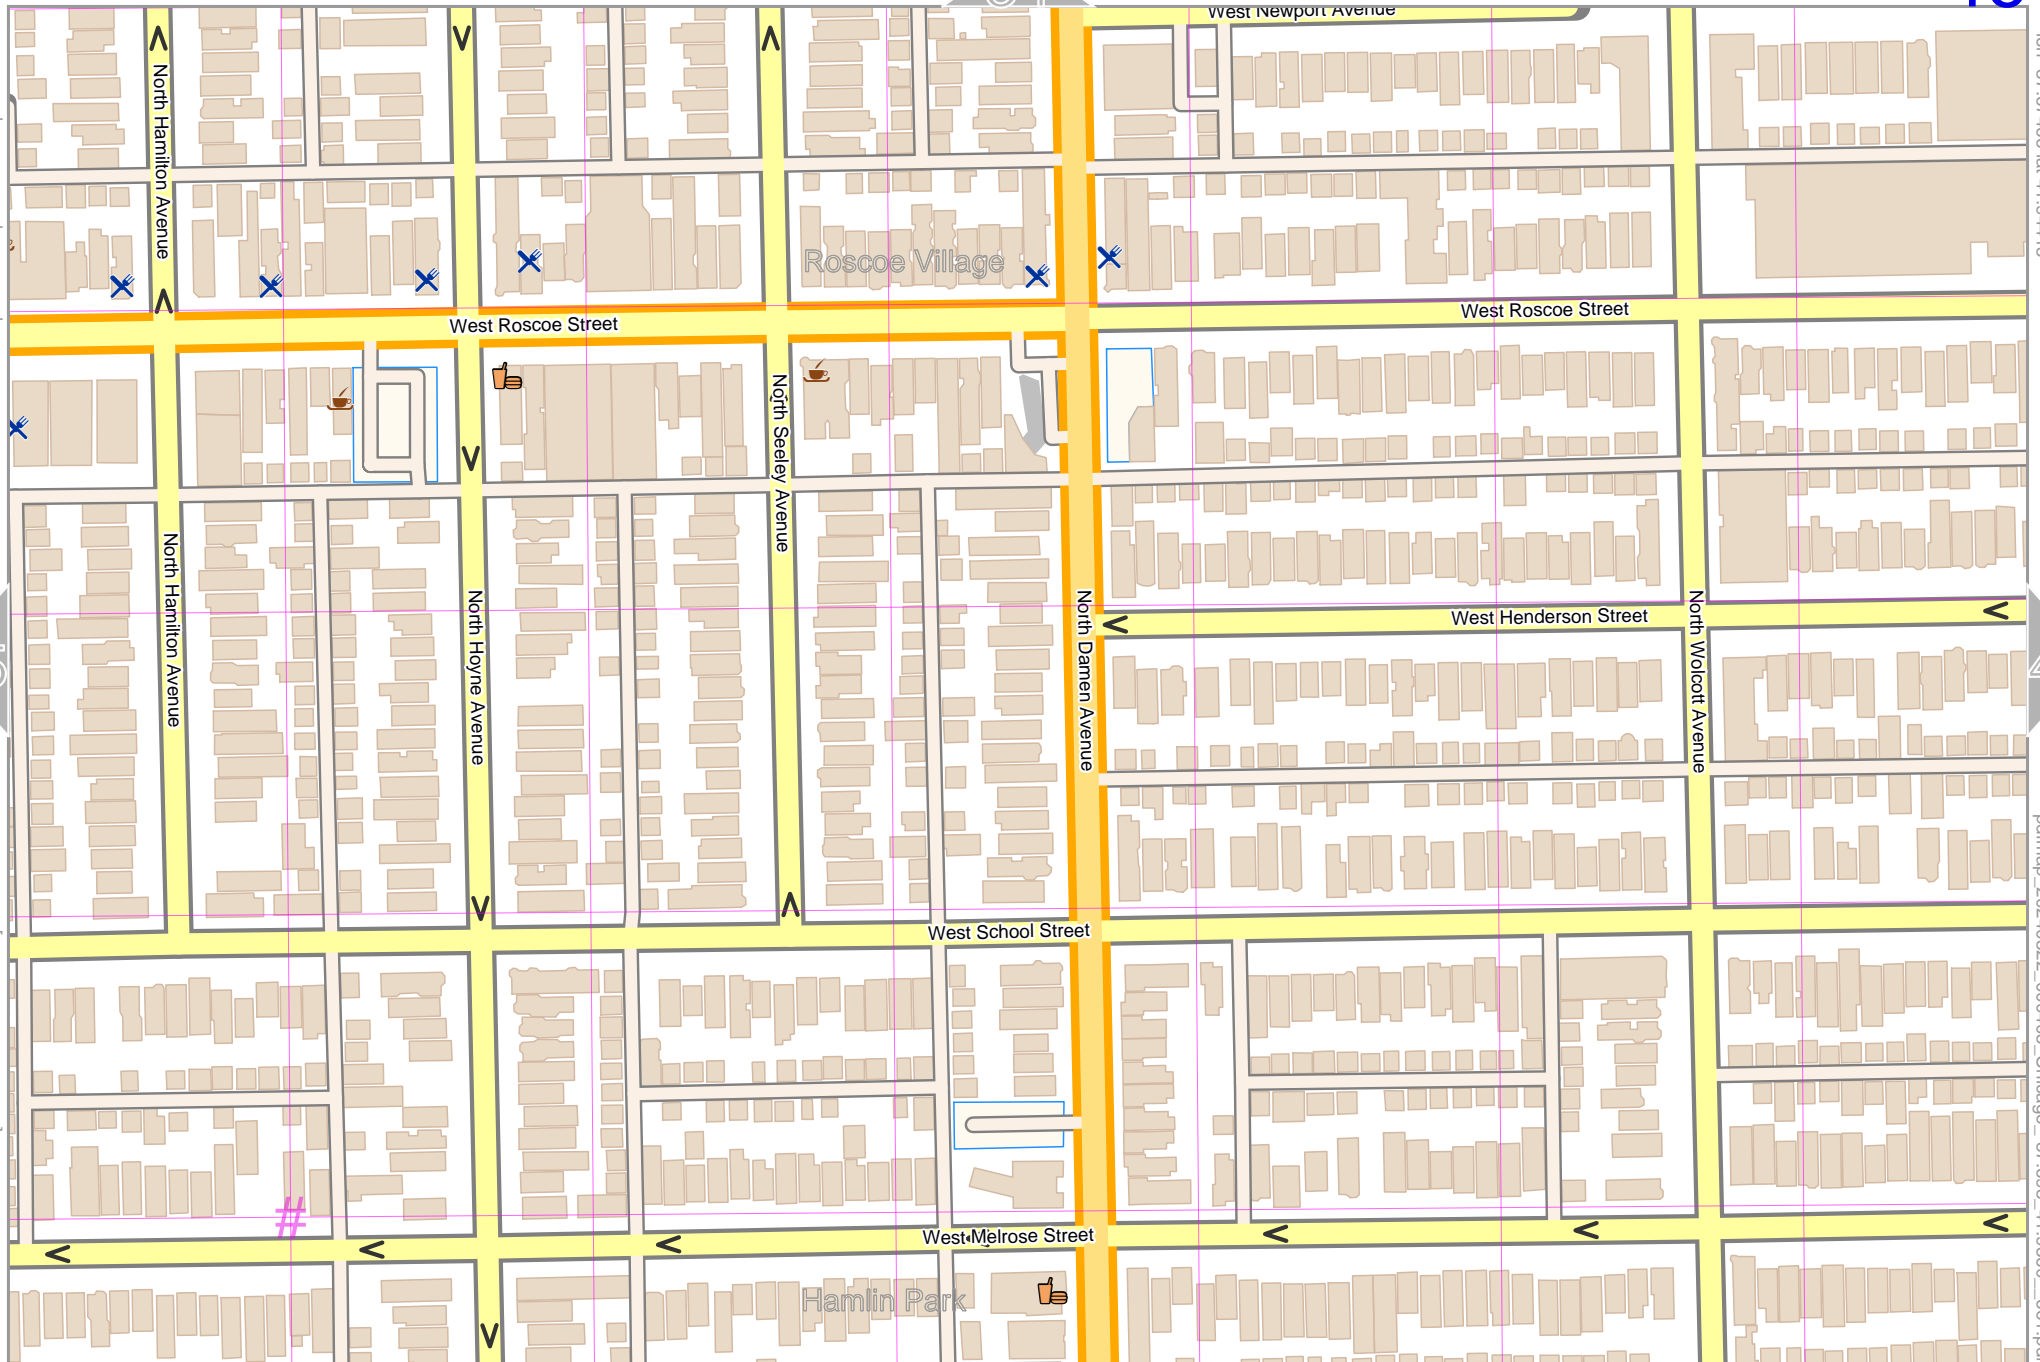 West Newport Avenue
North Hamilton Avenue
Roscoe Village
West Roscoe Street
West Roscoe Street
North Seeley Avenue
North Hamilton Avenue
North Hoyne Avenue
North Damen Avenue
West Henderson Street
North Wolcott Avenue
West School Street
#
West Melrose Street
Hamlin Park